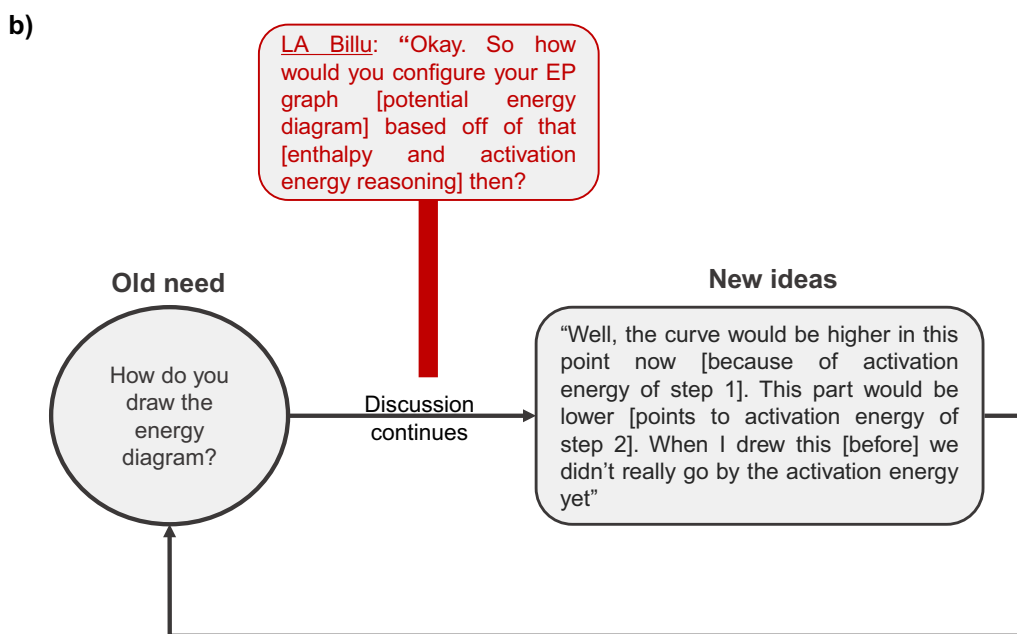 b)
LA Billu: “Okay. So how
would you configure your EP
graph [potential energy
diagram] based off of that
[enthalpy and activation
energy reasoning] then?
Old need
New ideas
How do you
draw the
energy
diagram?
Discussion
continues
“Well, the curve would be higher in this
point now [because of activation
energy of step 1]. This part would be
lower [points to activation energy of
step 2]. When I drew this [before] we
didn’t really go by the activation energy
yet”